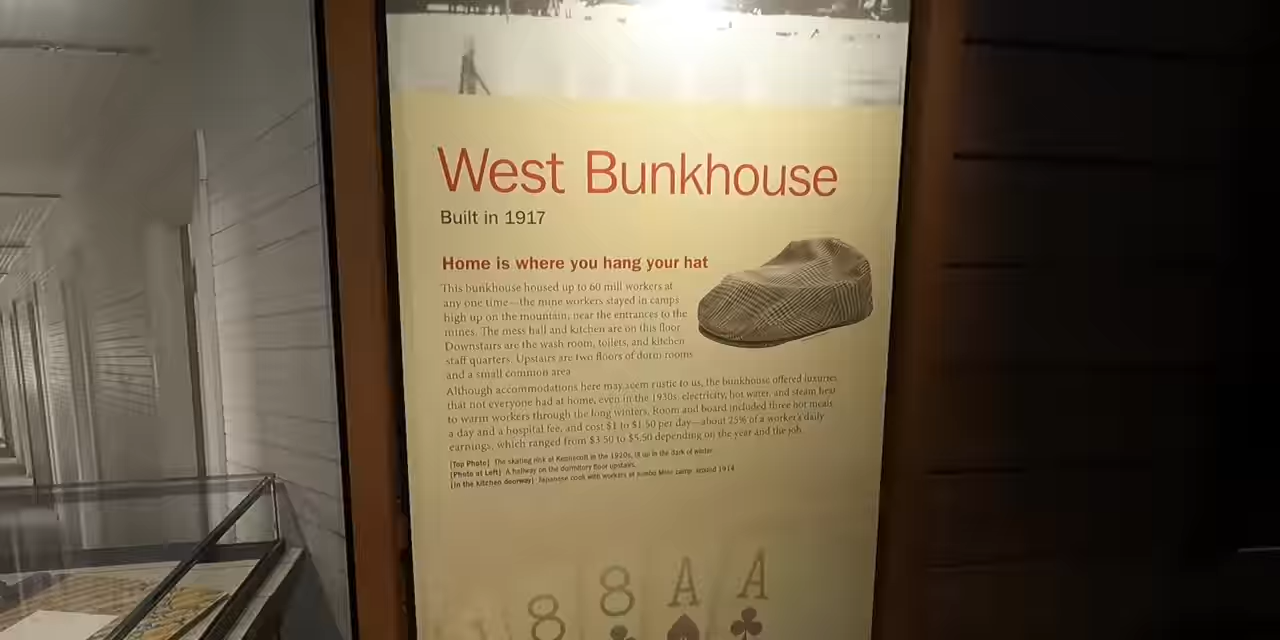 West Bunkhouse
Built in 1917
Home is where you hang your hat
This bunkhouse housed up to 60 mill workers at
any one time—the mine workers stayed in camps
high up on the mountain, near the entrances to the
mines. The mess hall and kitchen are on this floor
Downstairs are the wash room, toilets, and kitchen
staff quarters. Upstairs are two floors of dorm rooms
and a small common area
Although accommodations here may seem rustic to us, the bunkhouse offered luxuries
that not everyone had at home, even in the 1930s: electricity, hot water, and steam heat
to warm workers through the long winters. Room and board included three hot meals
a day and a hospital fee, and cost $1 to $1.50 per day—about 25% of a worker's daily
earnings, which ranged from $3.50 to $5.50 depending on the year and the job.
[Top Photo] The skating rink at Kennecott in the 1920s, lit up in the dark of winter.
[Photo at Left] A hallway on the dormitory floor upstairs.
[In the kitchen doorway] Japanese cook with workers at Jumbo Mine camp, around 1914
8 8 A A